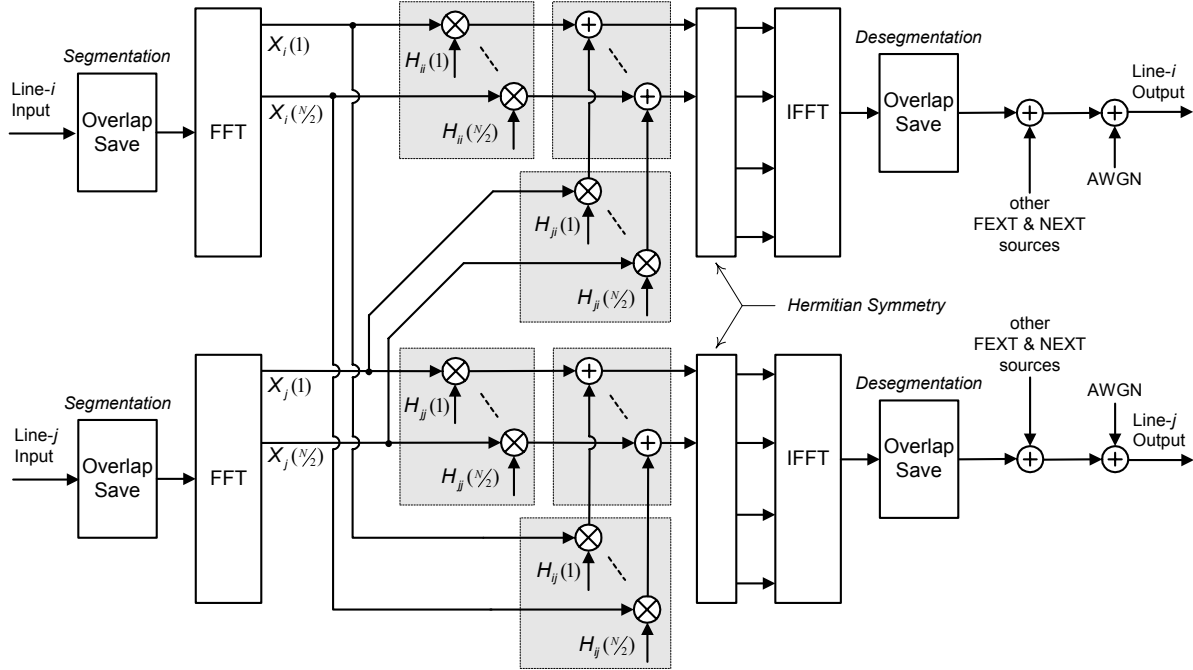 Segmentation
Line-i
Input
Overlap
Save
FFT
X_i(1)
X_i(N/2)
H_ii(1)
H_ii(N/2)
H_ji(1)
H_ji(N/2)
IFFT
Desegmentation
Overlap
Save
Line-i
Output
AWGN
other
FEXT & NEXT
sources
Hermitian Symmetry
Segmentation
Line-j
Input
Overlap
Save
FFT
X_j(1)
X_j(N/2)
H_jj(1)
H_jj(N/2)
H_ij(1)
H_ij(N/2)
IFFT
Desegmentation
Overlap
Save
other
FEXT & NEXT
sources
AWGN
Line-j
Output